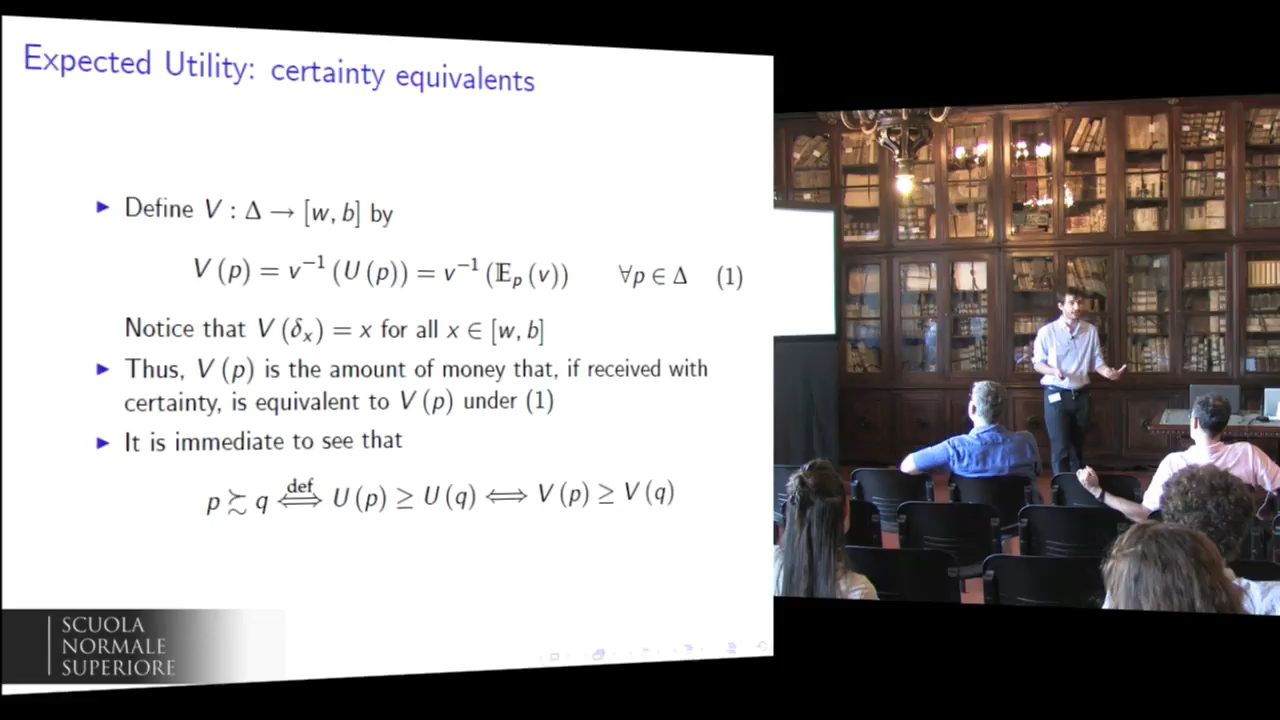 Expected Utility: certainty equivalents
▶ Define V : Δ → [w, b] by
V (p) = v⁻¹ (U (p)) = v⁻¹ (𝔼ₚ (v)) ∀p ∈ Δ (1)
Notice that V (δₓ) = x for all x ∈ [w, b]
▶ Thus, V (p) is the amount of money that, if received with
certainty, is equivalent to V (p) under (1)
▶ It is immediate to see that
p ≿ q ⟺ def U (p) ≥ U (q) ⟺ V (p) ≥ V (q)
SCUOLA
NORMALE
SUPERIORE